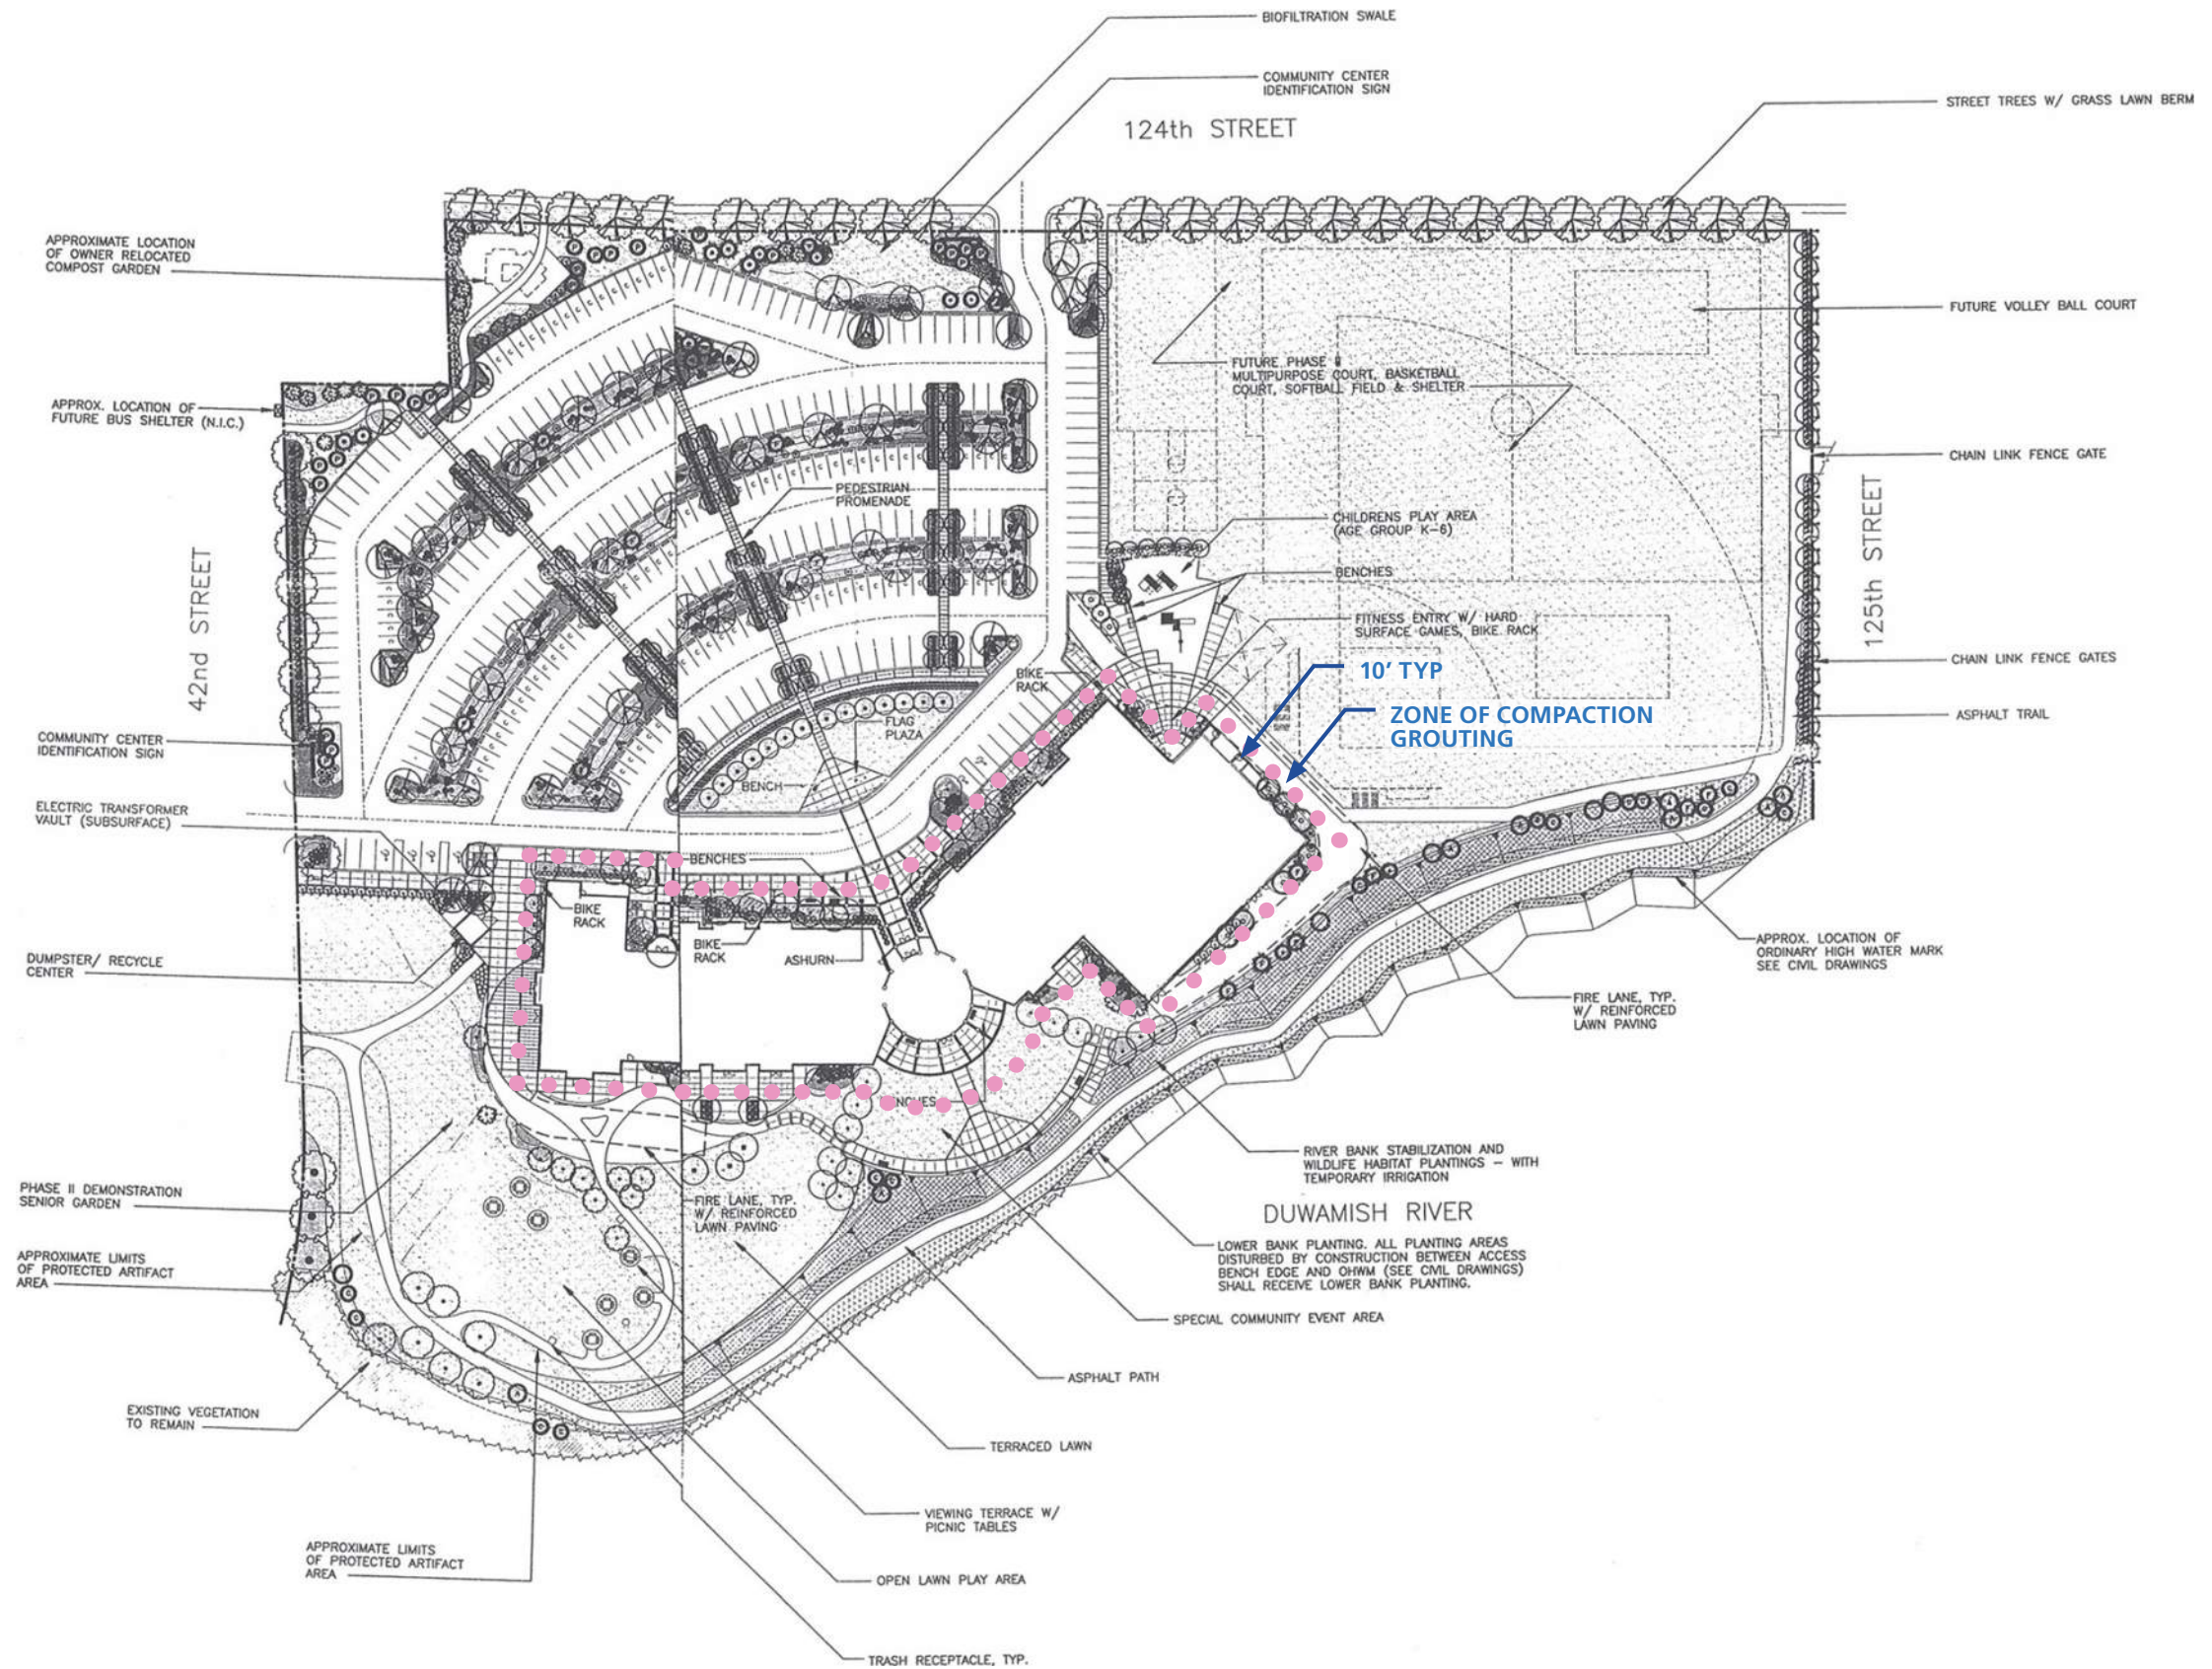 BIOFILTRATION SWALE
COMMUNITY CENTER
IDENTIFICATION SIGN
STREET TREES W/ GRASS LAWN BERM
124th STREET
APPROXIMATE LOCATION
OF OWNER RELOCATED
COMPOST GARDEN
FUTURE VOLLEY BALL COURT
FUTURE PHASE II
MULTIPURPOSE COURT, BASKETBALL
COURT, SOFTBALL FIELD & SHELTER
APPROX. LOCATION OF
FUTURE BUS SHELTER (N.I.C.)
CHAIN LINK FENCE GATE
PEDESTRIAN
PROMENADE
CHILDRENS PLAY AREA
(AGE GROUP K-6)
BENCHES
125th STREET
42nd STREET
FITNESS ENTRY W/ HARD
SURFACE GAMES, BIKE RACK
CHAIN LINK FENCE GATES
BIKE
RACK
10' TYP
ZONE OF COMPACTION
GROUTING
ASPHALT TRAIL
FLAG
PLAZA
COMMUNITY CENTER
IDENTIFICATION SIGN
BENCH
ELECTRIC TRANSFORMER
VAULT (SUBSURFACE)
BENCHES
BIKE
RACK
BIKE
RACK
ASHURN
APPROX. LOCATION OF
ORDINARY HIGH WATER MARK
SEE CIVIL DRAWINGS
DUMPSTER/ RECYCLE
CENTER
FIRE LANE, TYP.
W/ REINFORCED
LAWN PAVING
RIVER BANK STABILIZATION AND
WILDLIFE HABITAT PLANTINGS - WITH
TEMPORARY IRRIGATION
PHASE II DEMONSTRATION
SENIOR GARDEN
FIRE LANE, TYP.
W/ REINFORCED
LAWN PAVING
DUWAMISH RIVER
LOWER BANK PLANTING. ALL PLANTING AREAS
DISTURBED BY CONSTRUCTION BETWEEN ACCESS
BENCH EDGE AND OHWM (SEE CIVIL DRAWINGS)
SHALL RECEIVE LOWER BANK PLANTING.
APPROXIMATE LIMITS
OF PROTECTED ARTIFACT
AREA
SPECIAL COMMUNITY EVENT AREA
ASPHALT PATH
EXISTING VEGETATION
TO REMAIN
TERRACED LAWN
VIEWING TERRACE W/
PICNIC TABLES
APPROXIMATE LIMITS
OF PROTECTED ARTIFACT
AREA
OPEN LAWN PLAY AREA
TRASH RECEPTACLE, TYP.